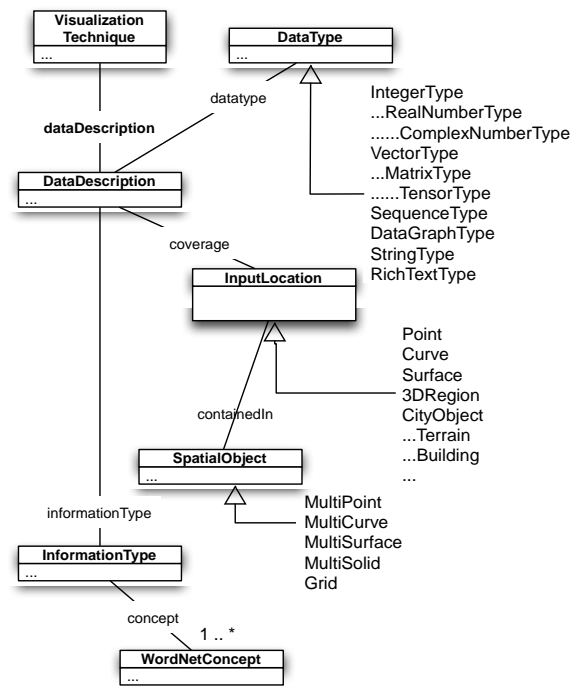 Visualization
Technique
...
DataType
...
datatype
dataDescription
IntegerType
...RealNumberType
......ComplexNumberType
VectorType
...MatrixType
......TensorType
SequenceType
DataGraphType
StringType
RichTextType
DataDescription
...
coverage
InputLocation
Point
Curve
Surface
3DRegion
CityObject
...Terrain
...Building
...
containedIn
SpatialObject
...
MultiPoint
MultiCurve
MultiSurface
MultiSolid
Grid
informationType
InformationType
...
concept
1 .. *
WordNetConcept
...